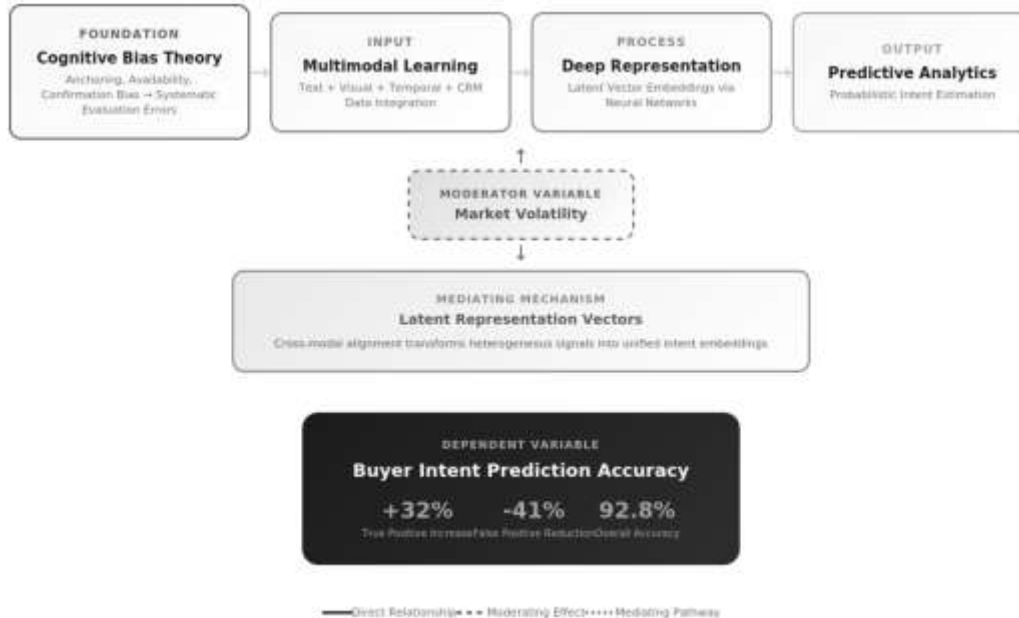 FOUNDATION
Cognitive Bias Theory
Anchoring, Availability,
Confirmation Bias → Systematic
Evaluation Errors
INPUT
Multimodal Learning
Text + Visual + Temporal + CRM
Data Integration
PROCESS
Deep Representation
Latent Vector Embeddings via
Neural Networks
OUTPUT
Predictive Analytics
Probabilistic Intent Estimation
MODERATOR VARIABLE
Market Volatility
MEDIATING MECHANISM
Latent Representation Vectors
Cross-modal alignment transforms heterogeneous signals into unified intent embeddings
DEPENDENT VARIABLE
Buyer Intent Prediction Accuracy
+32% -41% 92.8%
True Positive Increase False Positive Reduction Overall Accuracy
Direct Relationship Moderating Effect Mediating Pathway